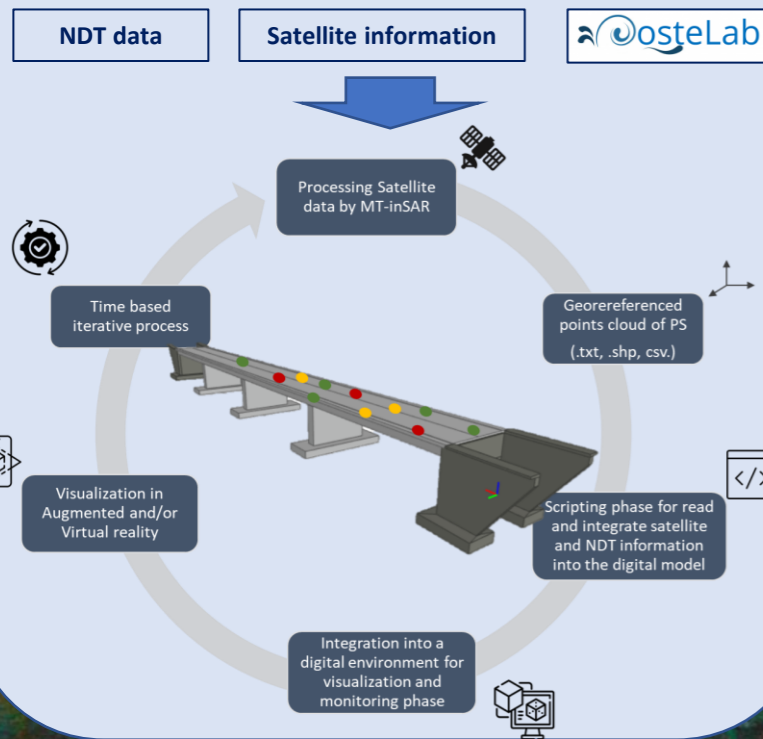 NDT data
Satellite information
OosteLab
Processing Satellite
data by MT-inSAR
Georereferenced
points cloud of PS
(.txt, .shp, csv.)
Scripting phase for read
and integrate satellite
and NDT information
into the digital model
Integration into a
digital environment for
visualization and
monitoring phase
Visualization in
Augmented and/or
Virtual reality
Time based
iterative process